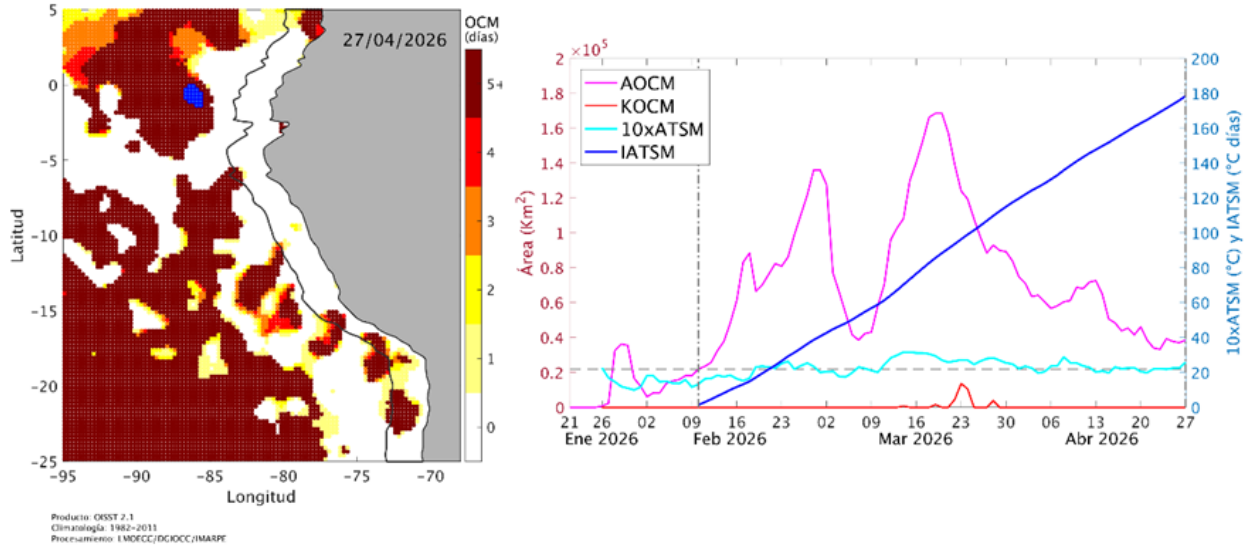 27/04/2026
OCM
(días)
5
0
−5
−10
−15
−20
−25
Latitud
−95
−90
−85
−80
−75
−70
Longitud
5+
4
3
2
1
0
Producto: OISST 2.1
Climatología: 1982−2011
Procesamiento: LMOECC/DGIOCC/IMARPE
×10⁵
2
1.8
1.6
1.4
1.2
1
0.8
0.6
0.4
0.2
0
Área (Km²)
AOCM
KOCM
10xATSM
IATSM
200
180
160
140
120
100
80
60
40
20
0
10xATSM (°C) y IATSM (°C días)
21 26 02 09 16 23 02 09 16 23 30 06 13 20 27
Ene 2026 Feb 2026 Mar 2026 Abr 2026